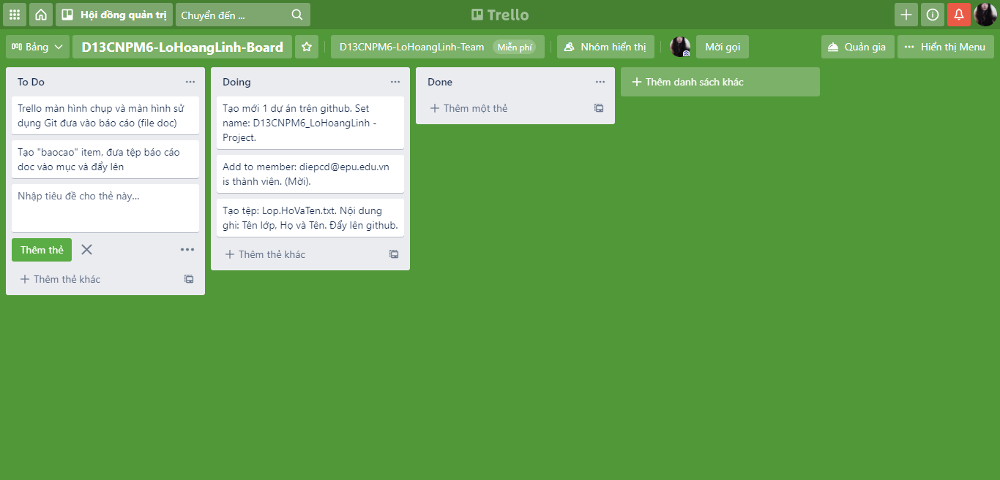 Hội đồng quản trị
Chuyển đến ...
Trello
Bảng
D13CNPM6-LoHoangLinh-Board
D13CNPM6-LoHoangLinh-Team
Miễn phí
Nhóm hiển thị
Mời gọi
Quản gia
Hiển thị Menu
To Do
Trello màn hình chụp và màn hình sử
dụng Git đưa vào báo cáo (file doc)
Tạo "baocao" item, đưa tệp báo cáo
doc vào mục và đẩy lên
Nhập tiêu đề cho thẻ này...
Thêm thẻ
Thêm thẻ khác
Doing
Tạo mới 1 dự án trên github. Set
name: D13CNPM6_LoHoangLinh -
Project.
Add to member: diepcd@epu.edu.vn
is thành viên. (Mời).
Tạo tệp: Lop.HoVaTen.txt. Nội dung
ghi: Tên lớp, Họ và Tên. Đẩy lên github.
Thêm thẻ khác
Done
Thêm một thẻ
Thêm danh sách khác